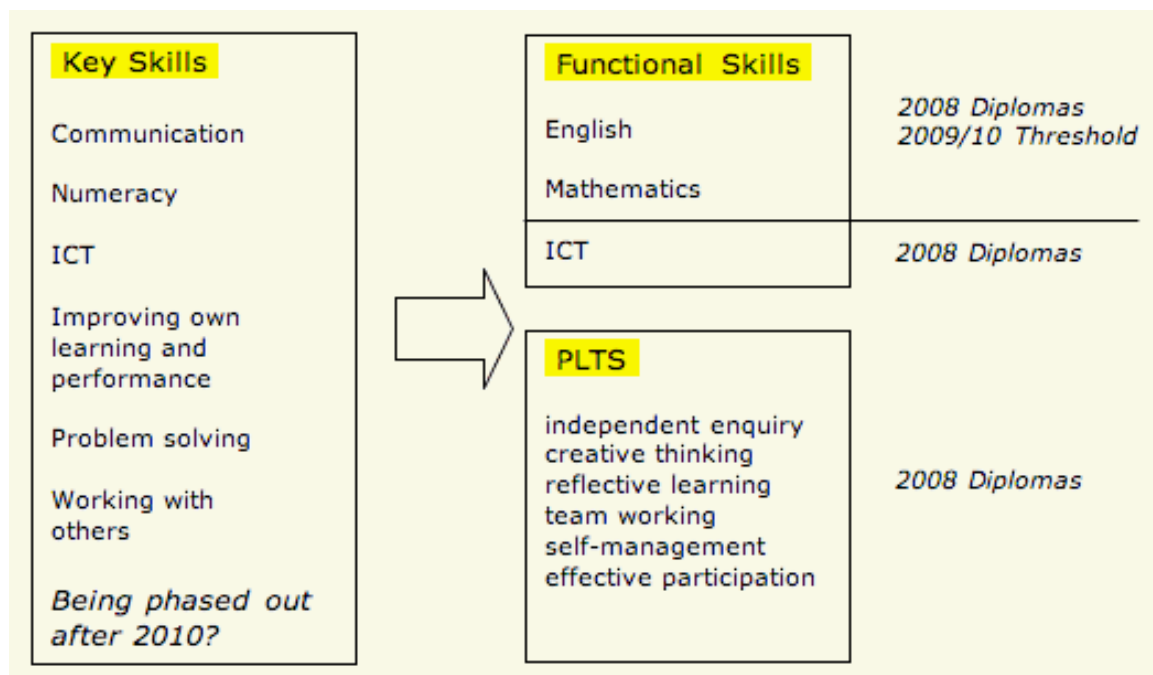 Key Skills
Communication
Numeracy
ICT
Improving own
learning and
performance
Problem solving
Working with
others
Being phased out
after 2010?
Functional Skills
English
Mathematics
ICT
2008 Diplomas
2009/10 Threshold
2008 Diplomas
PLTS
independent enquiry
creative thinking
reflective learning
team working
self-management
effective participation
2008 Diplomas